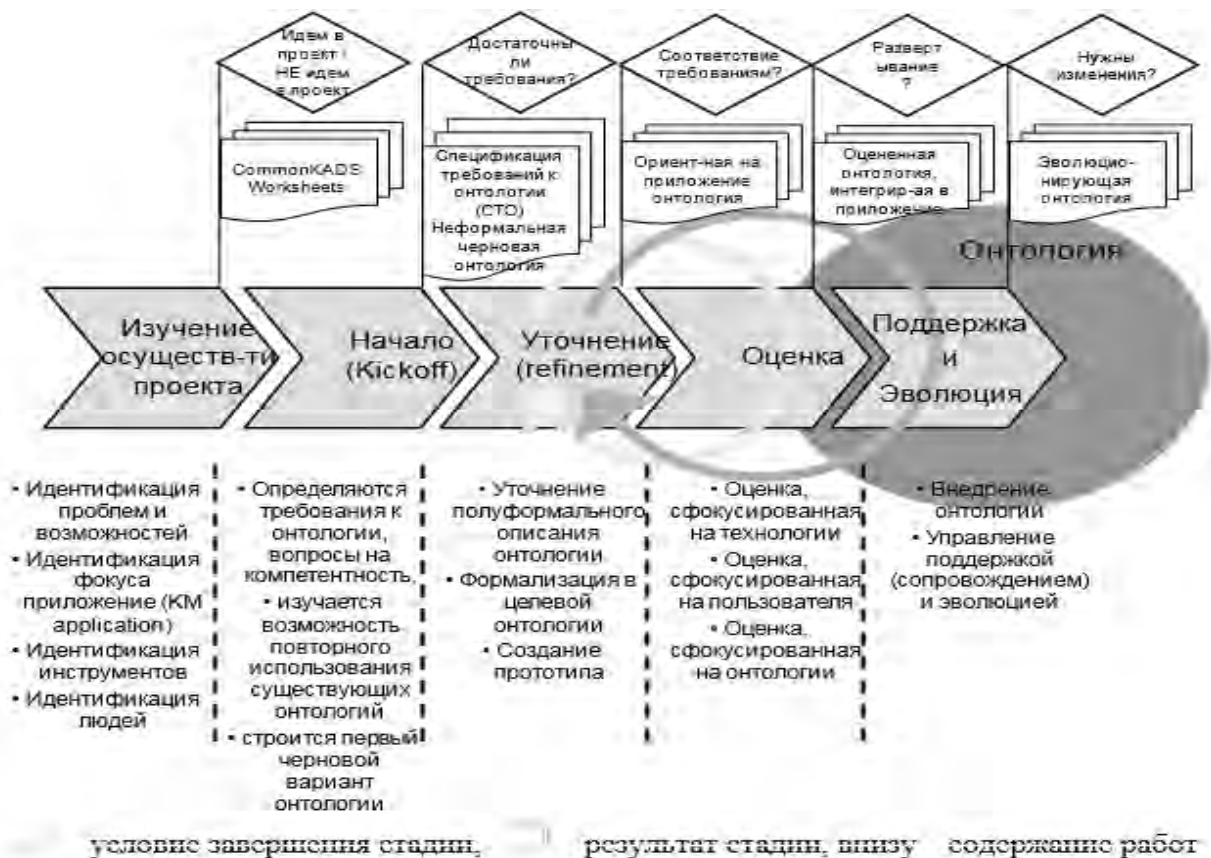 Идем в
проект /
НЕ идем
в проект
Достаточны
ли
требования?
Соответствие
требованиям?
Разверт
ывание
?
Нужны
изменения?
CommonKADS:
Worksheets
Спецификация
требований к
онтологии
(СТО)
Неформальная
черновая
онтология
Ориент-ная на
приложение
онтология
Оцененная
онтология,
интегрир-ая в
приложение
Эволюцио-
нирующая
онтология
Онтология
Изучение
осуществ-ти
проекта
Начало
(Kickoff)
Уточнение
(refinement)
Оценка
Поддержка
и
Эволюция
• Идентификация
проблем и
возможностей
• Идентификация
фокуса
приложение (KM
application)
• Идентификация
инструментов
• Идентификация
людей
• Определяются
требования к
онтологии,
вопросы на
компетентность,
• изучается
возможность
повторного
использования
существующих
онтологий
• строится первый
черновой
вариант
онтологии
• Уточнение
полуформального
описания
онтологии
• Формализация в
целевой
онтологии
• Создание
прототипа
• Оценка,
сфокусированная
на технологии
• Оценка,
сфокусированная
на пользователя
• Оценка,
сфокусированная
на онтологии
• Внедрение
онтологии
• Управление
поддержкой
(сопровождением)
и эволюцией
условие завершения стадии, результат стадии, внизу содержание работ